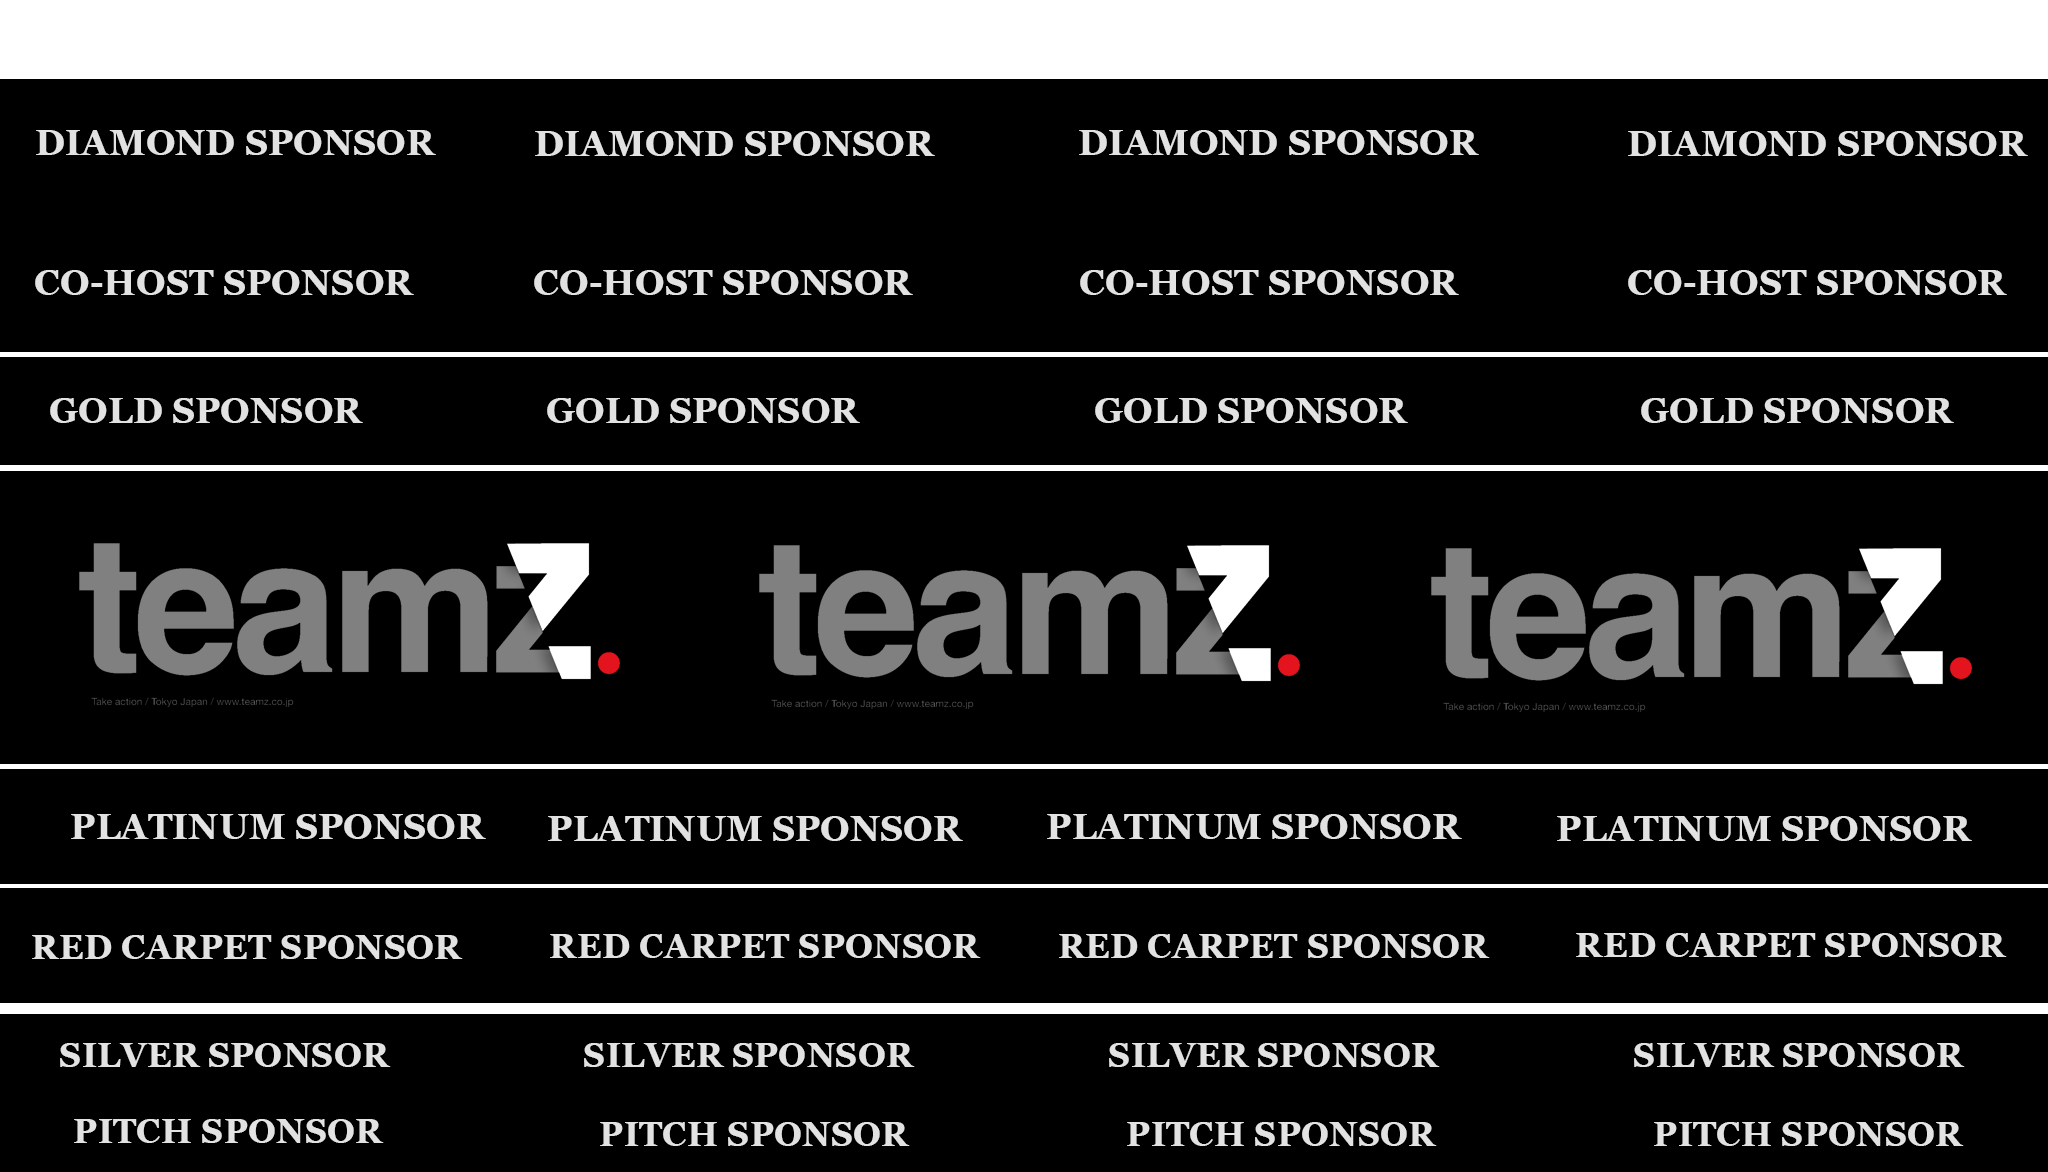 DIAMOND SPONSOR DIAMOND SPONSOR DIAMOND SPONSOR DIAMOND SPONSOR
CO-HOST SPONSOR CO-HOST SPONSOR CO-HOST SPONSOR CO-HOST SPONSOR
GOLD SPONSOR GOLD SPONSOR GOLD SPONSOR GOLD SPONSOR
teamz. teamz. teamz.
Take action / Tokyo Japan / www.teamz.co.jp Take action / Tokyo Japan / www.teamz.co.jp Take action / Tokyo Japan / www.teamz.co.jp
PLATINUM SPONSOR PLATINUM SPONSOR PLATINUM SPONSOR PLATINUM SPONSOR
RED CARPET SPONSOR RED CARPET SPONSOR RED CARPET SPONSOR RED CARPET SPONSOR
SILVER SPONSOR SILVER SPONSOR SILVER SPONSOR SILVER SPONSOR
PITCH SPONSOR PITCH SPONSOR PITCH SPONSOR PITCH SPONSOR